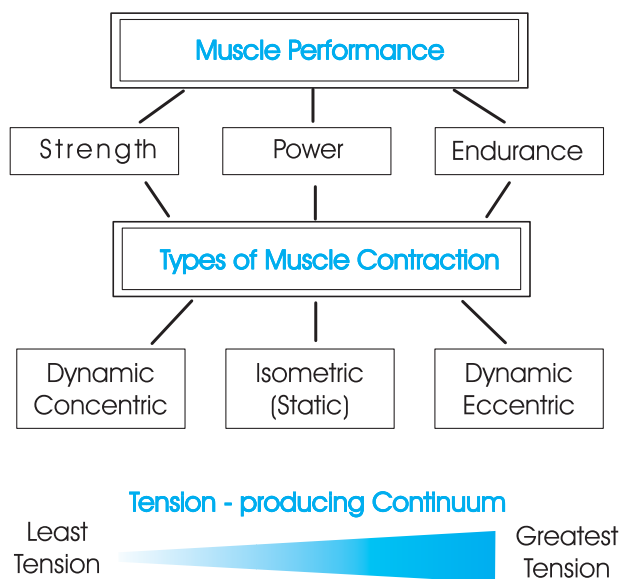 Muscle Performance
Strength
Power
Endurance
Types of Muscle Contraction
Dynamic
Concentric
Isometric
(Static)
Dynamic
Eccentric
Tension - producing Continuum
Least
Tension
Greatest
Tension